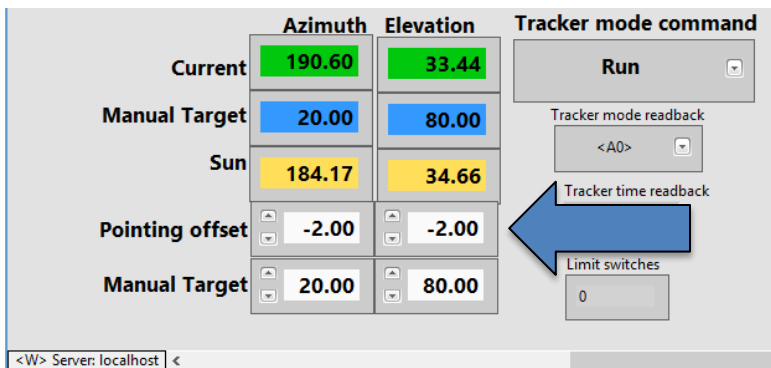 Azimuth Elevation Tracker mode command
Current 190.60 33.44 Run
Manual Target 20.00 80.00 Tracker mode readback
<A0>
Sun 184.17 34.66
Tracker time readback
Pointing offset -2.00 -2.00
Limit switches
Manual Target 20.00 80.00 0
<W> Server: localhost <